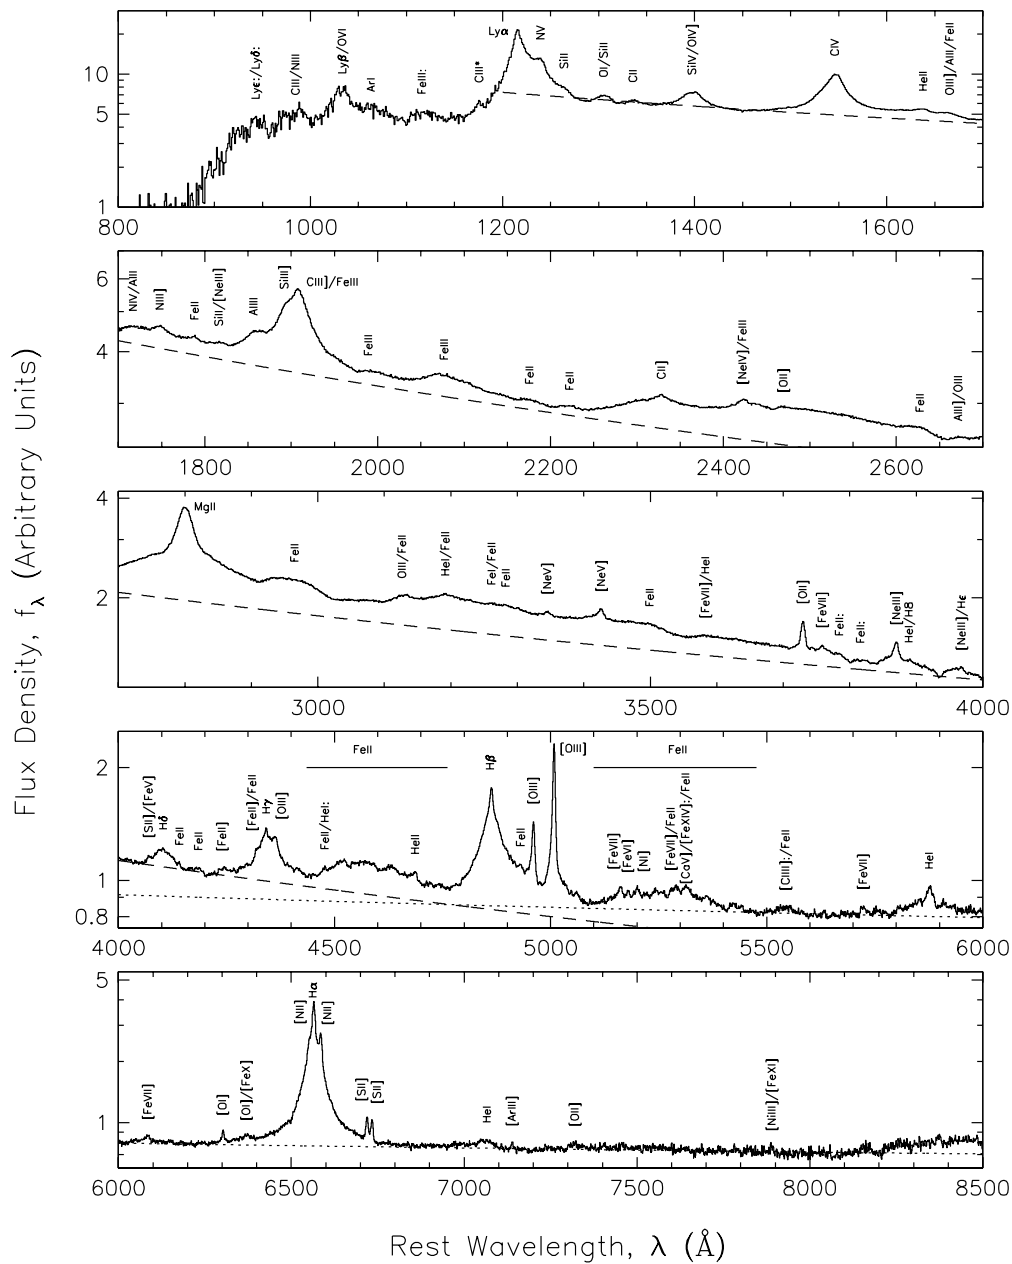 Flux Density, fλ (Arbitrary Units)
10
5
1
Lyε:/Lyδ:
CIII/NIII
Lyβ/OVI
ArI
FeIII:
CIII*
Lyα
NV
SiII
OI/SiII
CII
SiIV/OIV]
CIV
HeII
OIII]/AlII/FeII
800 1000 1200 1400 1600
6
4
NIV/AlII
NIII]
FeII
SiII/[NeIII]
AlIII
SiIII]
CIII]/FeIII
FeIII
FeIII
FeII
FeII
CII]
[NeIV]/FeIII
[OII]
FeII
AlII]/OIII
1800 2000 2200 2400 2600
4
2
MgII
FeII
OIII/FeII
HeI/FeII
FeI/FeII
FeII
[NeV]
[NeV]
FeII
[FeVII]/HeI
[OII]
[FeVII]
FeII:
FeII:
[NeIII]
HeI/H8
[NeIII]/Hε
3000 3500 4000
2
1
0.8
[SII]/[FeV]
Hδ
FeII
FeII
[FeII]
[FeII]/FeII
Hγ
[OIII]
FeII
FeII/HeI:
HeII
Hβ
FeII
[OIII]
[OIII]
FeII
[FeVII]
[FeVI]
[NI]
[FeVII]/FeII
[CaV]/[FeXIV]:/FeII
[ClIII]:/FeII
[FeVII]
HeI
4000 4500 5000 5500 6000
5
1
[FeVII]
[OI]
[OI]/[FeX]
[NII]
Hα
[NII]
[SII]
[SII]
HeI
[ArIII]
[OII]
[NiIII]/[FeXI]
6000 6500 7000 7500 8000 8500
Rest Wavelength, λ (Å)